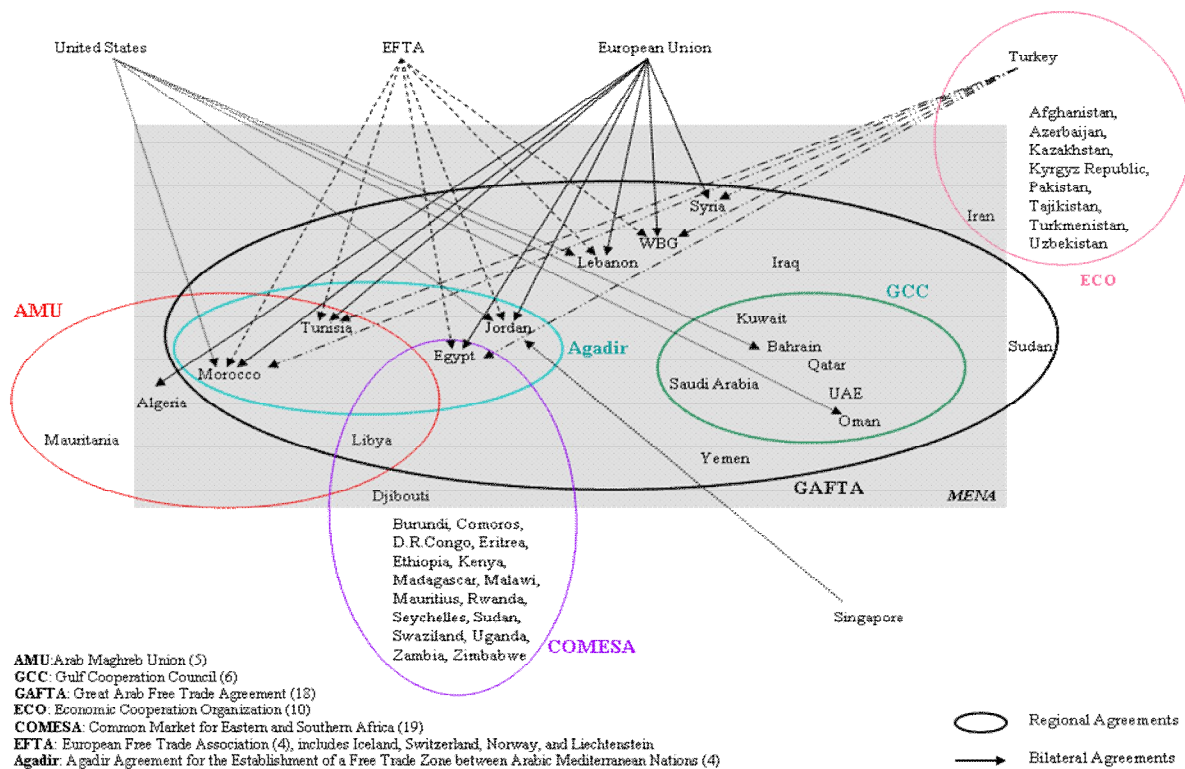 United States
EFTA
European Union
Turkey
Afghanistan,
Azerbaijan,
Kazakhstan,
Kyrgyz Republic,
Pakistan,
Tajikistan,
Turkmenistan,
Uzbekistan
Iran
ECO
Syria
WBG
Lebanon
Iraq
GCC
AMU
Kuwait
Tunisia
Jordan
Agadir
Bahrain
Sudan
Egypt
Qatar
Morocco
Saudi Arabia
UAE
Algeria
Oman
Mauritania
Libya
Yemen
GAFTA
MENA
Djibouti
Burundi, Comoros,
D.R.Congo, Eritrea,
Ethiopia, Kenya,
Madagascar, Malawi,
Mauritius, Rwanda,
Seychelles, Sudan,
Swaziland, Uganda,
Zambia, Zimbabwe
Singapore
COMESA
AMU:Arab Maghreb Union (5)
GCC: Gulf Cooperation Council (6)
GAFTA: Great Arab Free Trade Agreement (18)
ECO: Economic Cooperation Organization (10)
COMESA: Common Market for Eastern and Southern Africa (19)
EFTA: European Free Trade Association (4), includes Iceland, Switzerland, Norway, and Liechtenstein
Agadir: Agadir Agreement for the Establishment of a Free Trade Zone between Arabic Mediterranean Nations (4)
Regional Agreements
Bilateral Agreements